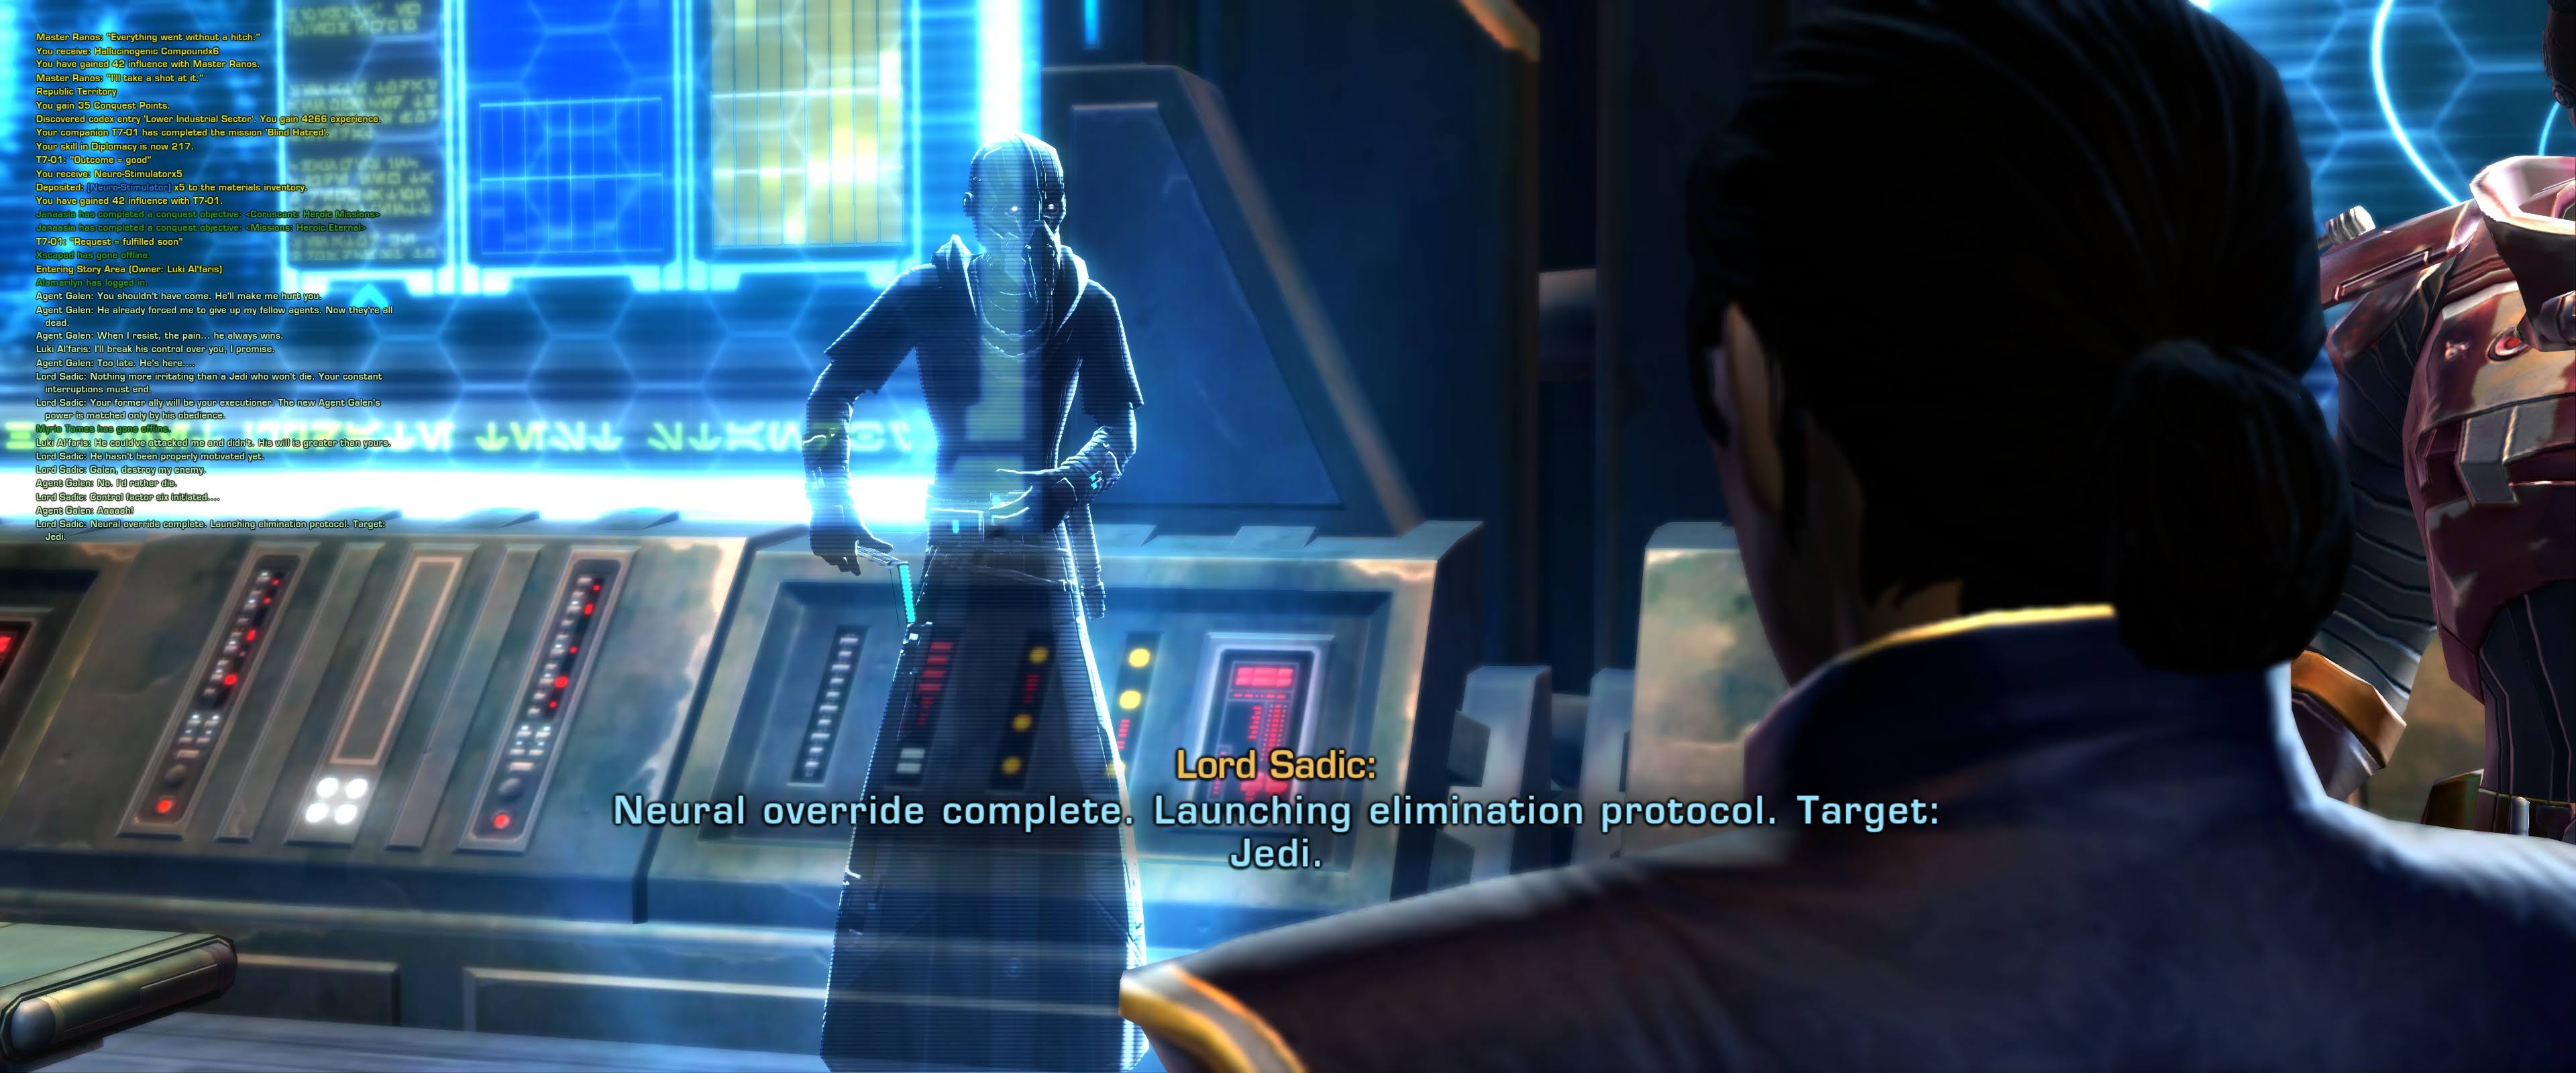 Master Ranos: "Everything went without a hitch."
You receive: Hallucinogenic Compoundx6
You have gained 42 influence with Master Ranos.
Master Ranos: "I'll take a shot at it."
Republic Territory
You gain 35 Conquest Points.
Discovered codex entry 'Lower Industrial Sector'. You gain 4266 experience.
Your companion T7-01 has completed the mission 'Blind Hatred'.
Your skill in Diplomacy is now 217.
T7-01: "Outcome = good"
You receive: Neuro-Stimulatorx5
Deposited: [Neuro-Stimulator] x5 to the materials inventory.
You have gained 42 influence with T7-01.
Janaasia has completed a conquest objective: <Coruscant: Heroic Missions>
Janaasia has completed a conquest objective: <Missions: Heroic Eternal>
T7-01: "Request = fulfilled soon"
Xscaped has gone offline.
Entering Story Area (Owner: Luki Al'faris)
Alamarilyn has logged in.
Agent Galen: You shouldn't have come. He'll make me hurt you.
Agent Galen: He already forced me to give up my fellow agents. Now they're all
dead.
Agent Galen: When I resist, the pain... he always wins.
Luki Al'faris: I'll break his control over you, I promise.
Agent Galen: Too late. He's here....
Lord Sadic: Nothing more irritating than a Jedi who won't die. Your constant
interruptions must end.
Lord Sadic: Your former ally will be your executioner. The new Agent Galen's
power is matched only by his obedience.
Myria Tames has gone offline.
Luki Al'faris: He could've attacked me and didn't. His will is greater than yours.
Lord Sadic: He hasn't been properly motivated yet.
Lord Sadic: Galen, destroy my enemy.
Agent Galen: No. I'd rather die.
Lord Sadic: Control factor six initiated....
Agent Galen: Aaaaah!
Lord Sadic: Neural override complete. Launching elimination protocol. Target:
Jedi.
Lord Sadic:
Neural override complete. Launching elimination protocol. Target:
Jedi.